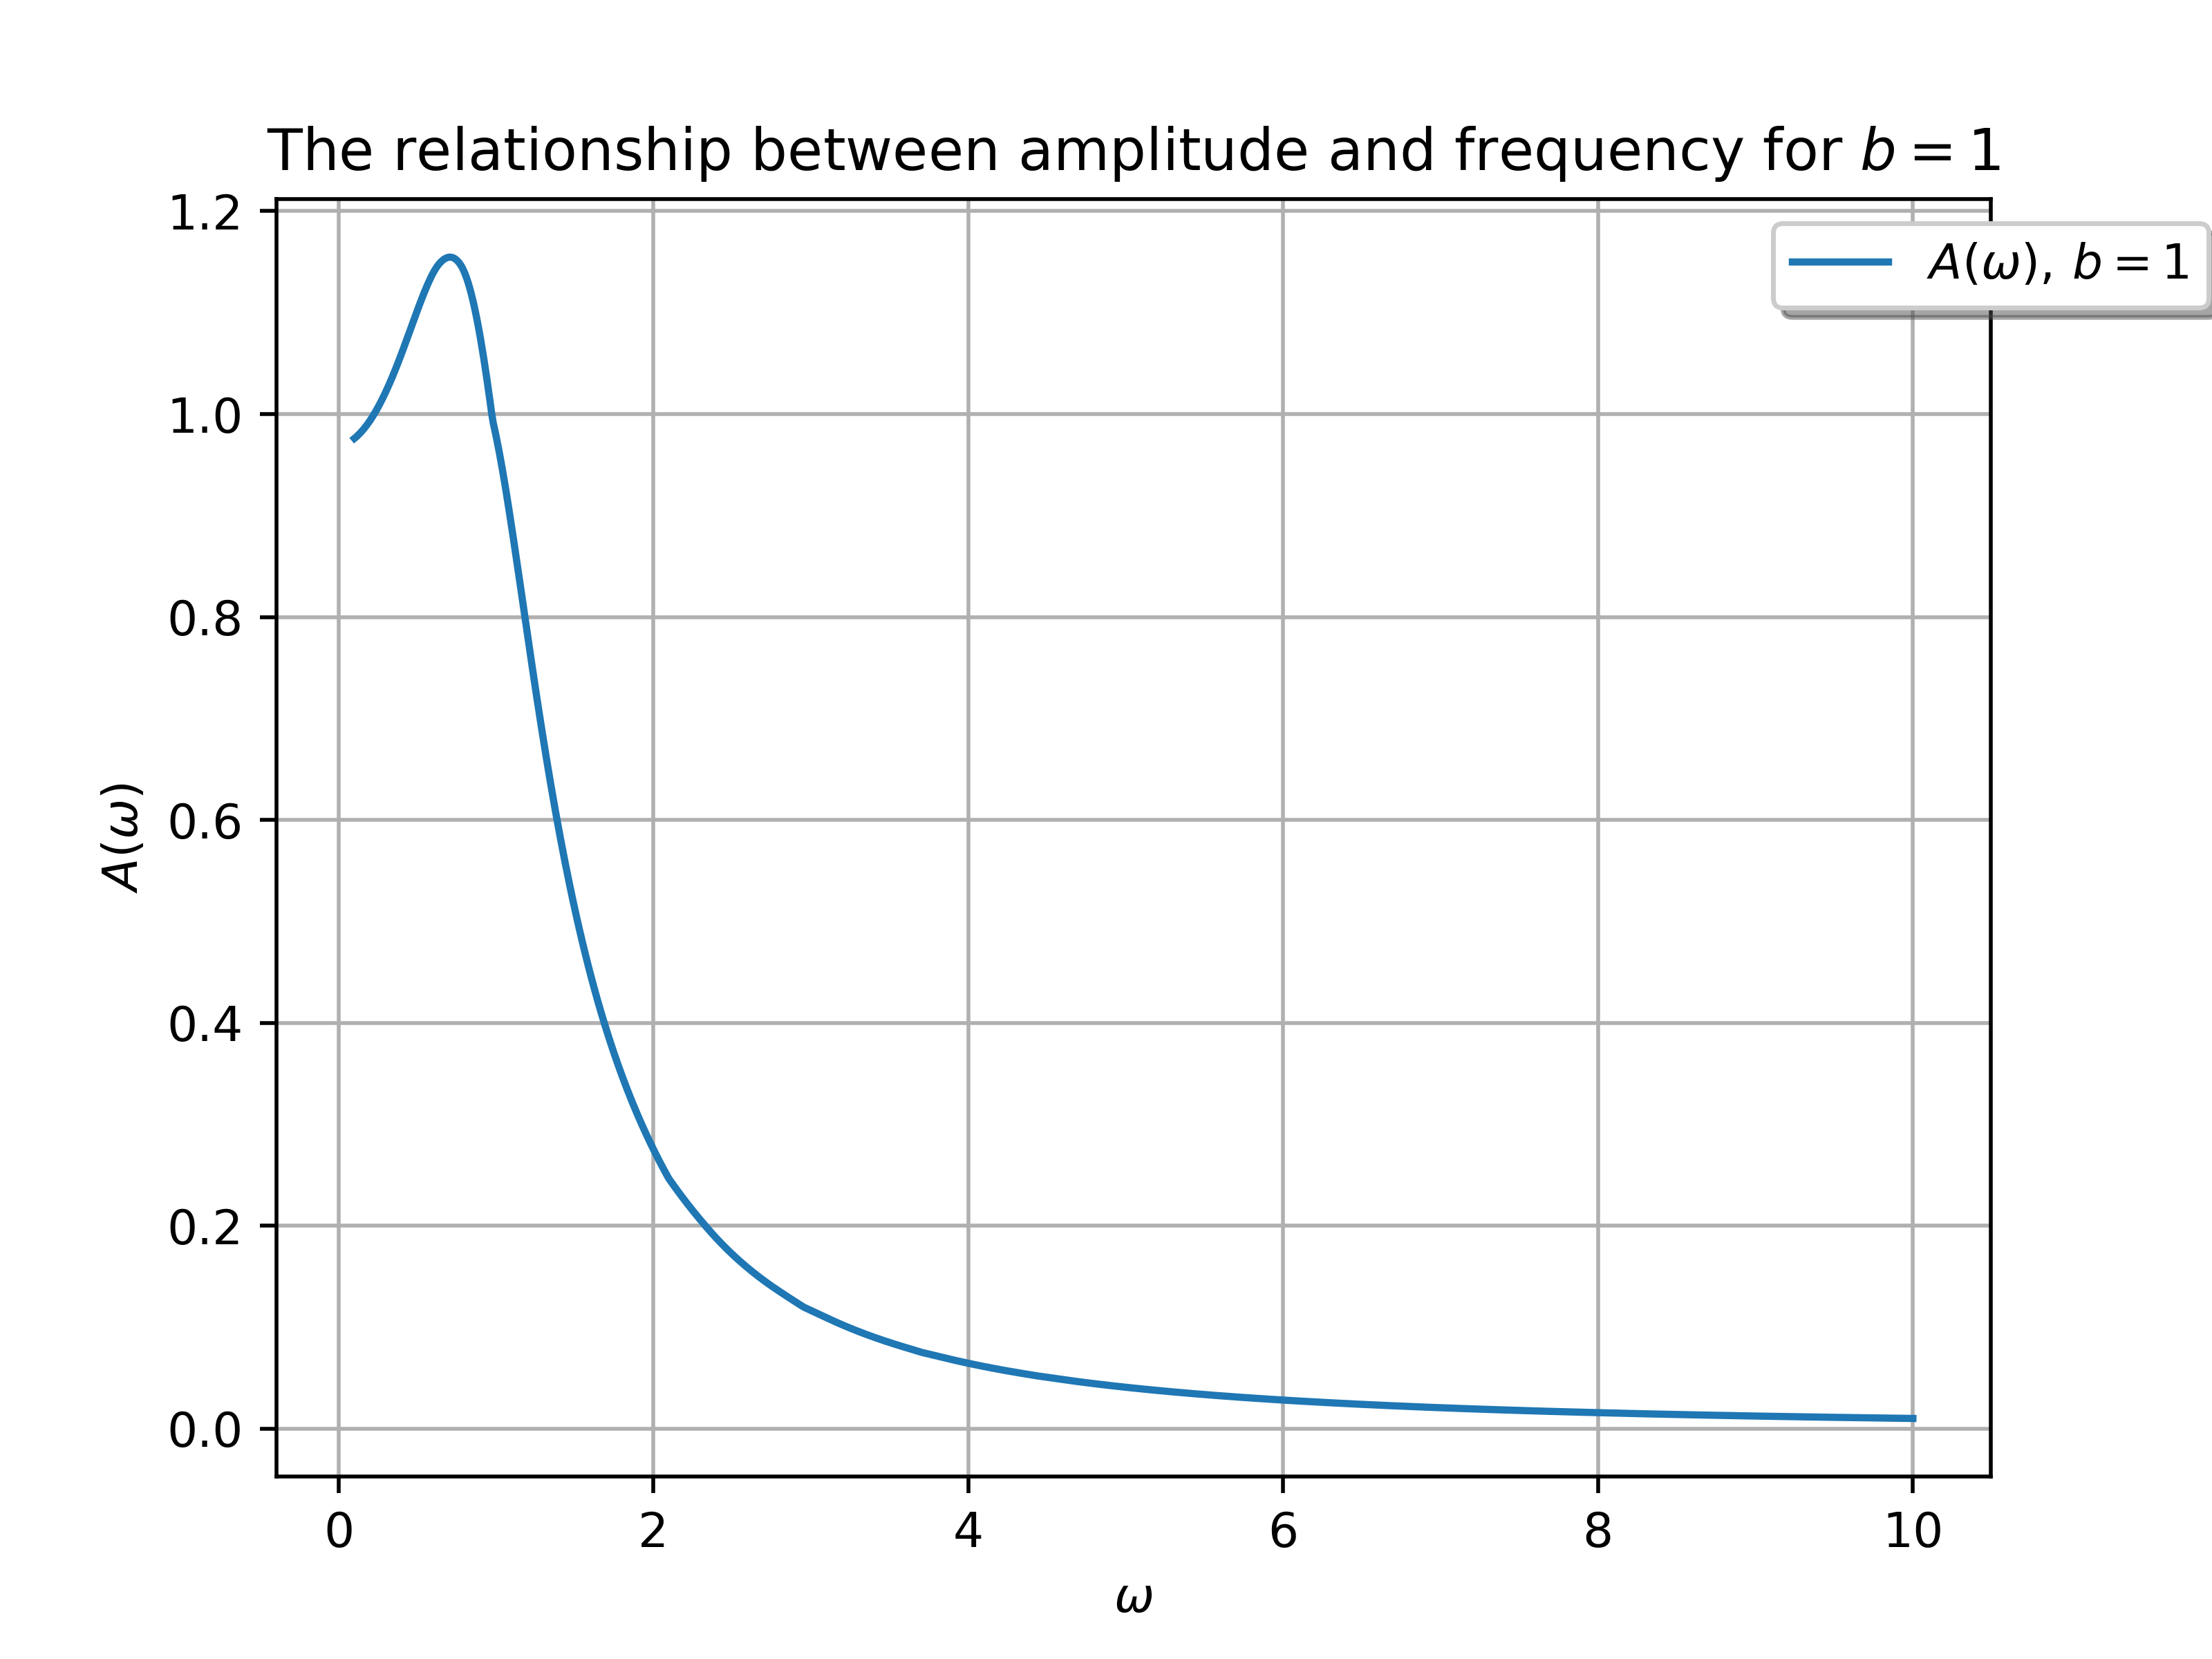 The relationship between amplitude and frequency for b = 1
A(ω), b = 1
1.2
1.0
0.8
0.6
0.4
0.2
0.0
A(ω)
0 2 4 6 8 10
ω